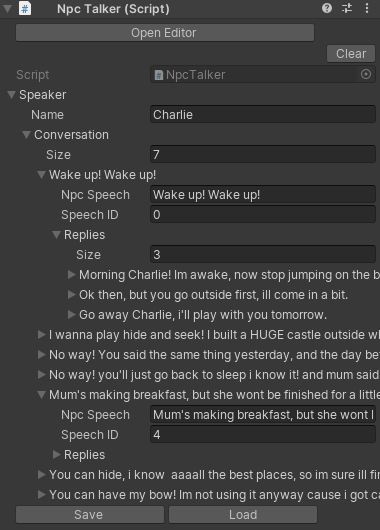 Npc Talker (Script)
Open Editor
Clear
Script NpcTalker
Speaker
Name Charlie
Conversation
Size 7
Wake up! Wake up!
Npc Speech Wake up! Wake up!
Speech ID 0
Replies
Size 3
Morning Charlie! Im awake, now stop jumping on the b
Ok then, but you go outside first, ill come in a bit.
Go away Charlie, i'll play with you tomorrow.
I wanna play hide and seek! I built a HUGE castle outside wh
No way! You said the same thing yesterday, and the day be
No way! you'll just go back to sleep i know it! and mum said
Mum's making breakfast, but she wont be finished for a little
Npc Speech Mum's making breakfast, but she wont l
Speech ID 4
Replies
You can hide, i know aaaall the best places, so im sure ill fi
You can have my bow! Im not using it anyway cause i got ca
Save Load